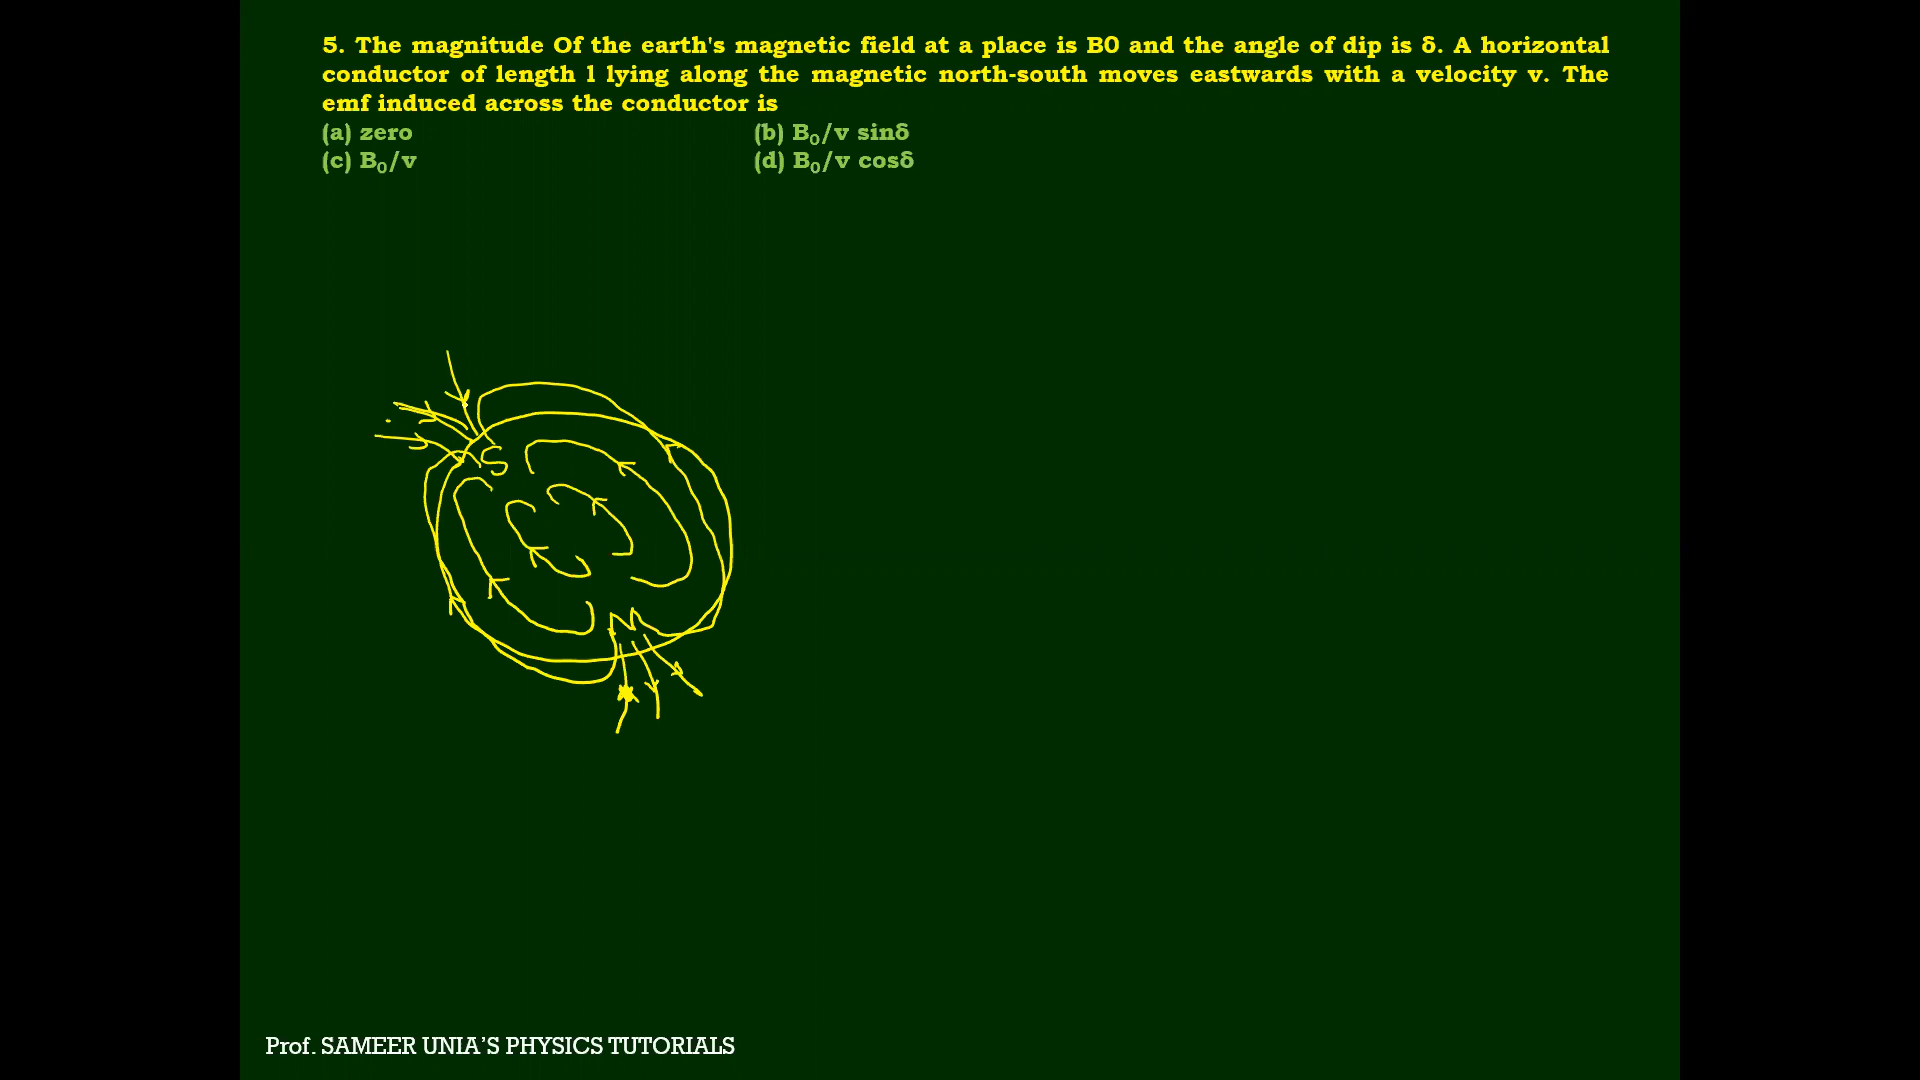 5. The magnitude Of the earth's magnetic field at a place is B0 and the angle of dip is δ. A horizontal
conductor of length l lying along the magnetic north-south moves eastwards with a velocity v. The
emf induced across the conductor is
(a) zero (b) B₀/v sinδ
(c) B₀/v (d) B₀/v cosδ
S
N
Prof. SAMEER UNIA'S PHYSICS TUTORIALS